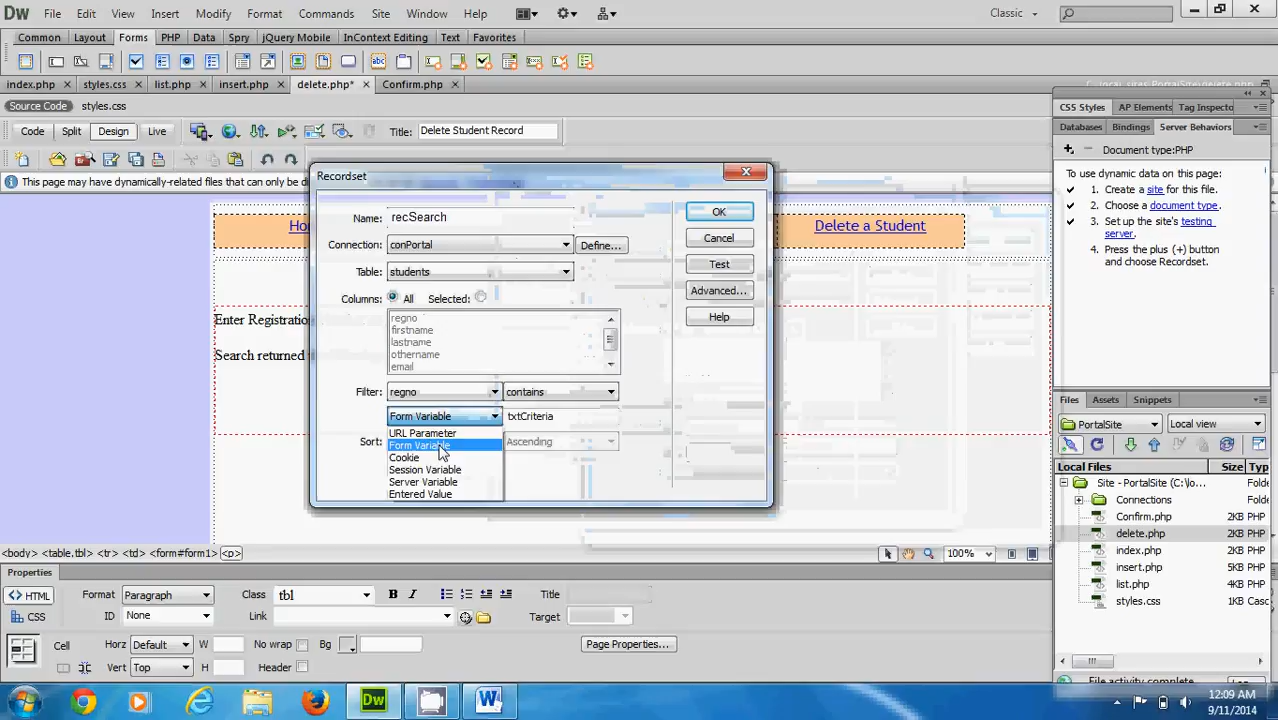 Dw File Edit View Insert Modify Format Commands Site Window Help Classic
Common Layout Forms PHP Data Spry jQuery Mobile InContext Editing Text Favorites
index.php × styles.css × list.php × insert.php × delete.php* × Confirm.php ×
Source Code styles.css
Code Split Design Live Title: Delete Student Record
This page may have dynamically-related files that can only be di
Delete a Student
Enter Registratio
Search returned
Recordset
Name: recSearch
Connection: conPortal Define...
Table: students
Columns: All Selected:
regno
firstname
lastname
othername
email
Filter: regno contains
Form Variable txtCriteria
Sort: Ascending
URL Parameter
Form Variable
Cookie
Session Variable
Server Variable
Entered Value
OK
Cancel
Test
Advanced...
Help
CSS Styles AP Elements Tag Inspecto
Databases Bindings Server Behaviors
Document type:PHP
To use dynamic data on this page:
1. Create a site for this file.
2. Choose a document type.
3. Set up the site's testing
server.
4. Press the plus (+) button
and choose Recordset.
Files Assets Snippets
PortalSite Local view
Local Files Size Typ
Site - PortalSite (C:\lo... Folde
Connections Folde
Confirm.php 2KB PHP
delete.php 2KB PHP
index.php 2KB PHP
insert.php 5KB PHP
list.php 4KB PHP
styles.css 2KB Casc
File activity complete. Log...
<body> <table.tbl> <tr> <td> <form#form1> <p> 100%
Properties
HTML Format Paragraph Class tbl B I Title
CSS ID None Link Target
Cell Horz Default W No wrap Bg Page Properties...
Vert Top H Header
12:09 AM
9/11/2014